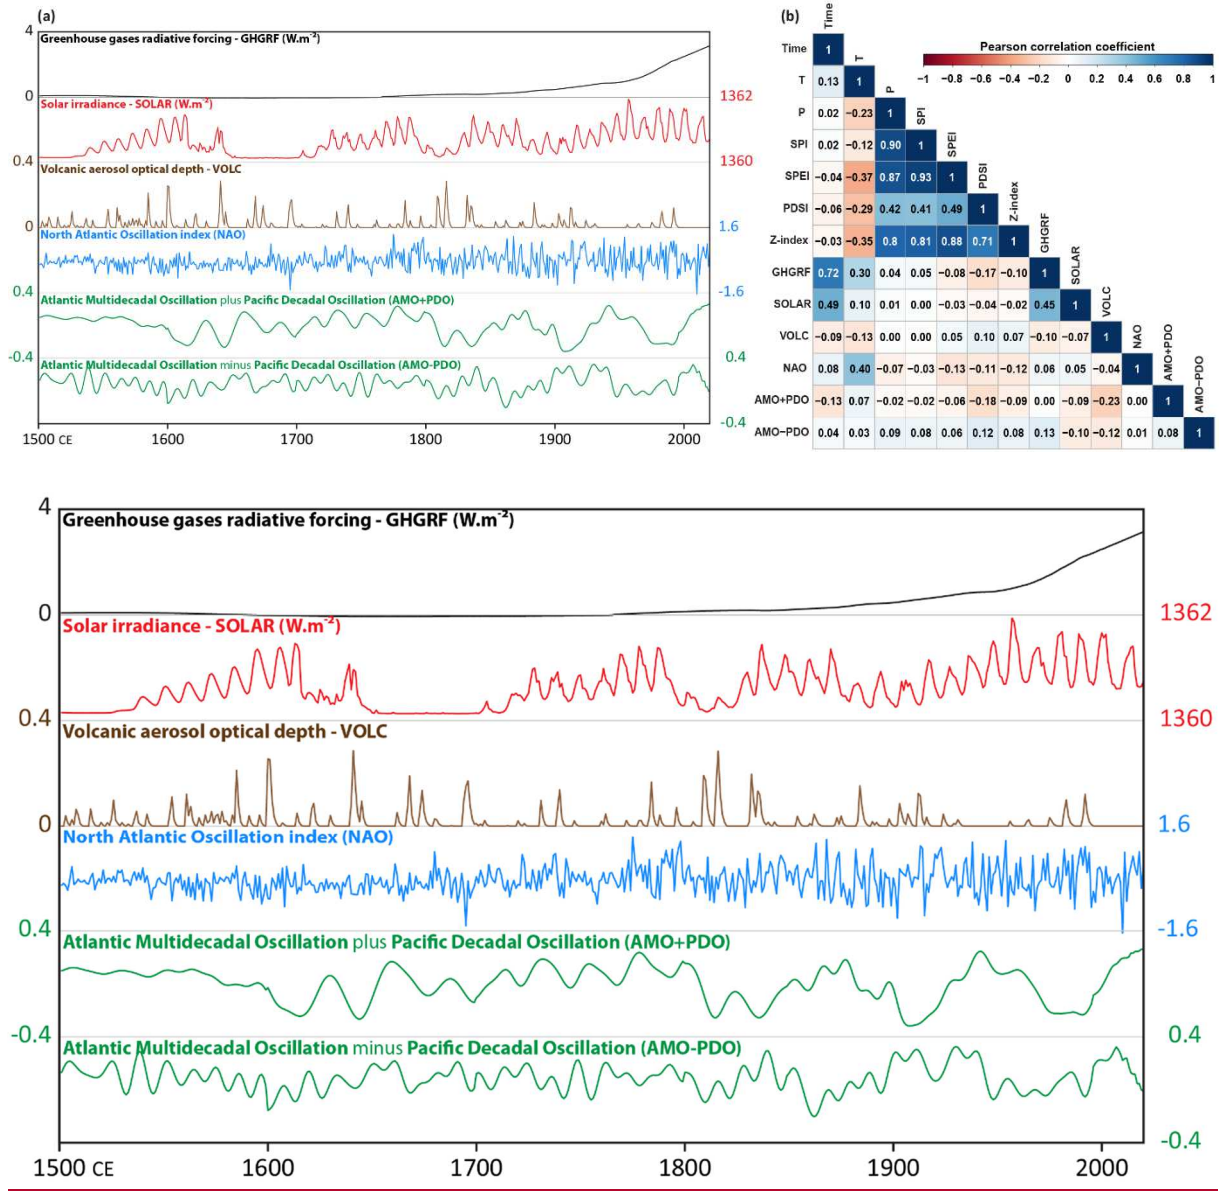 (a)
4
Greenhouse gases radiative forcing - GHGRF (W.m⁻²)
0
Solar irradiance - SOLAR (W.m⁻²)
1362
0.4
1360
Volcanic aerosol optical depth - VOLC
0
1.6
North Atlantic Oscillation index (NAO)
0.4
-1.6
Atlantic Multidecadal Oscillation plus Pacific Decadal Oscillation (AMO+PDO)
-0.4
0.4
Atlantic Multidecadal Oscillation minus Pacific Decadal Oscillation (AMO-PDO)
-0.4
1500 CE 1600 1700 1800 1900 2000
(b)
Pearson correlation coefficient
−1 −0.8 −0.6 −0.4 −0.2 0 0.2 0.4 0.6 0.8 1
Time
Time 1
T
T 0.13 1
P
P 0.02 −0.23 1
SPI
SPI 0.02 −0.12 0.90 1
SPEI
SPEI −0.04 −0.37 0.87 0.93 1
PDSI
PDSI −0.06 −0.29 0.42 0.41 0.49 1
Z-index
Z-index −0.03 −0.35 0.8 0.81 0.88 0.71 1
GHGRF
GHGRF 0.72 0.30 0.04 0.05 −0.08 −0.17 −0.10 1
SOLAR
SOLAR 0.49 0.10 0.01 0.00 −0.03 −0.04 −0.02 0.45 1
VOLC
VOLC −0.09 −0.13 0.00 0.00 0.05 0.10 0.07 −0.10 −0.07 1
NAO
NAO 0.08 0.40 −0.07 −0.03 −0.13 −0.11 −0.12 0.06 0.05 −0.04 1
AMO+PDO
AMO+PDO −0.13 0.07 −0.02 −0.02 −0.06 −0.18 −0.09 0.00 −0.09 −0.23 0.00 1
AMO−PDO
AMO−PDO 0.04 0.03 0.09 0.08 0.06 0.12 0.08 0.13 −0.10 −0.12 0.01 0.08 1
4
Greenhouse gases radiative forcing - GHGRF (W.m⁻²)
0
1362
Solar irradiance - SOLAR (W.m⁻²)
0.4
1360
Volcanic aerosol optical depth - VOLC
0
1.6
North Atlantic Oscillation index (NAO)
0.4
-1.6
Atlantic Multidecadal Oscillation plus Pacific Decadal Oscillation (AMO+PDO)
-0.4
0.4
Atlantic Multidecadal Oscillation minus Pacific Decadal Oscillation (AMO-PDO)
-0.4
1500 CE 1600 1700 1800 1900 2000